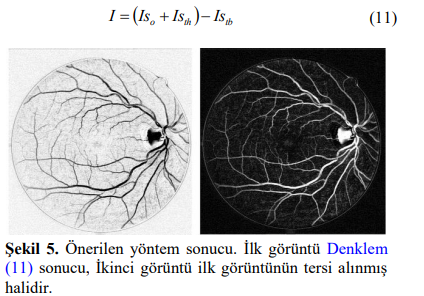 I = (Is_o + Is_th) − Is_tb (11)
Şekil 5. Önerilen yöntem sonucu. İlk görüntü Denklem
(11) sonucu, İkinci görüntü ilk görüntünün tersi alınmış
halidir.